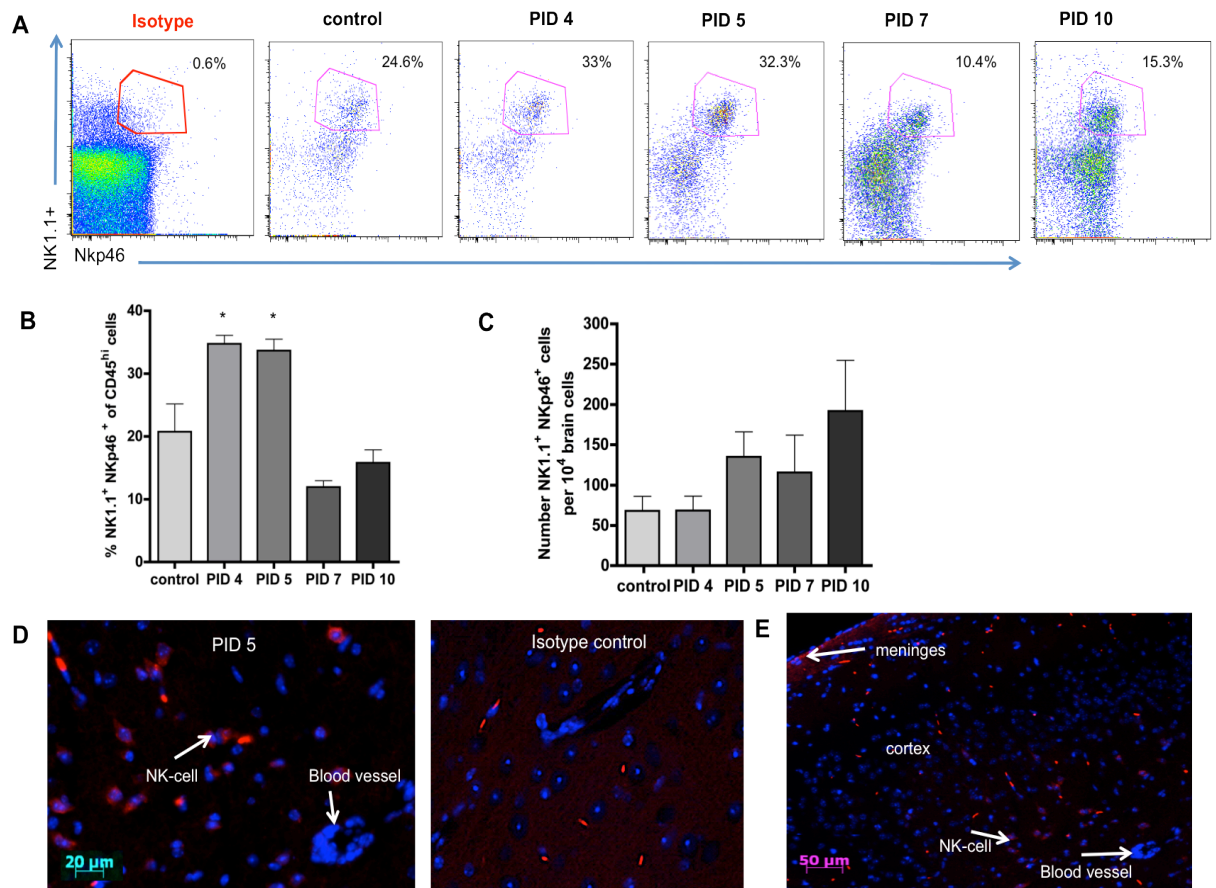 A
Isotype
control
PID 4
PID 5
PID 7
PID 10
0.6%
24.6%
33%
32.3%
10.4%
15.3%
NK1.1+
Nkp46
B
% NK1.1+ NKp46 + of CD45hi cells
40
30
20
10
0
control
PID 4
PID 5
PID 7
PID 10
*
*
C
Number NK1.1+ NKp46+ cells
per 104 brain cells
300
250
200
150
100
50
0
control
PID 4
PID 5
PID 7
PID 10
D
PID 5
NK-cell
Blood vessel
20 μm
Isotype control
E
meninges
cortex
NK-cell
Blood vessel
50 μm